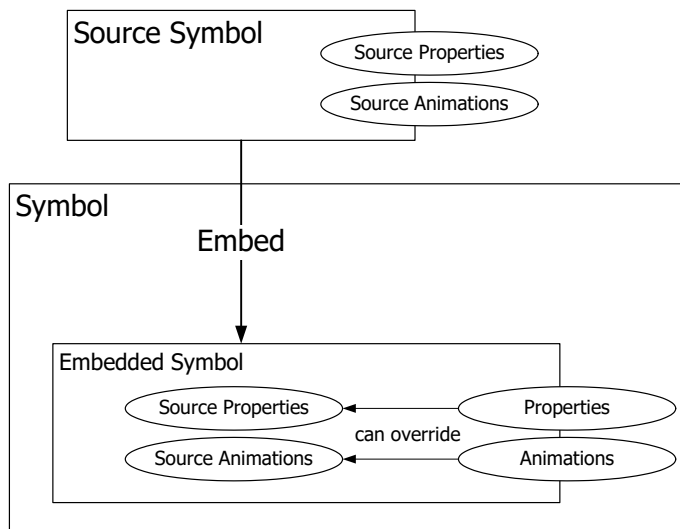 Source Symbol
Source Properties
Source Animations
Symbol
Embed
Embedded Symbol
Source Properties
Properties
can override
Source Animations
Animations